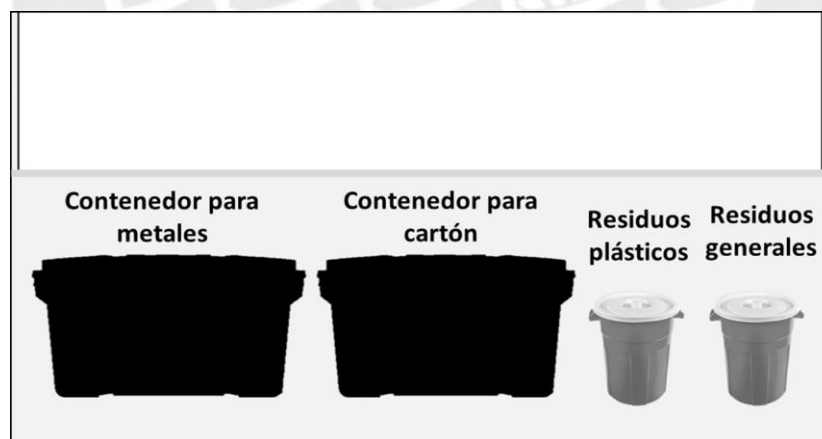 Contenedor para
metales
Contenedor para
cartón
Residuos
plásticos
Residuos
generales